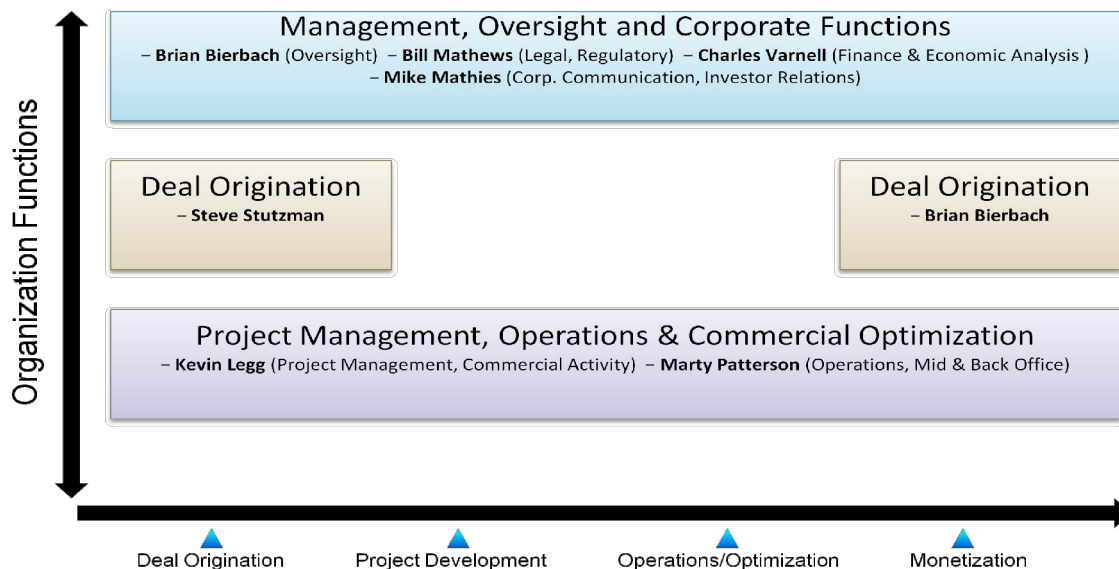 Management, Oversight and Corporate Functions
– Brian Bierbach (Oversight) – Bill Mathews (Legal, Regulatory) – Charles Varnell (Finance & Economic Analysis )
– Mike Mathies (Corp. Communication, Investor Relations)
Organization Functions
Deal Origination
– Steve Stutzman
Deal Origination
– Brian Bierbach
Project Management, Operations & Commercial Optimization
– Kevin Legg (Project Management, Commercial Activity) – Marty Patterson (Operations, Mid & Back Office)
Deal Origination
Project Development
Operations/Optimization
Monetization